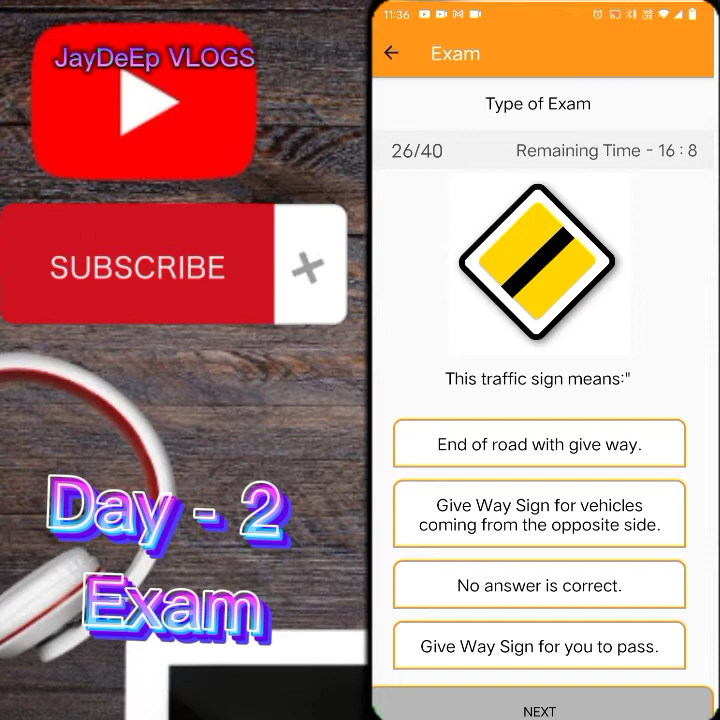 JayDeEp VLOGS
SUBSCRIBE
Day - 2
Exam
11:36
Exam
Type of Exam
26/40
Remaining Time - 16 : 8
This traffic sign means:"
End of road with give way.
Give Way Sign for vehicles
coming from the opposite side.
No answer is correct.
Give Way Sign for you to pass.
NEXT